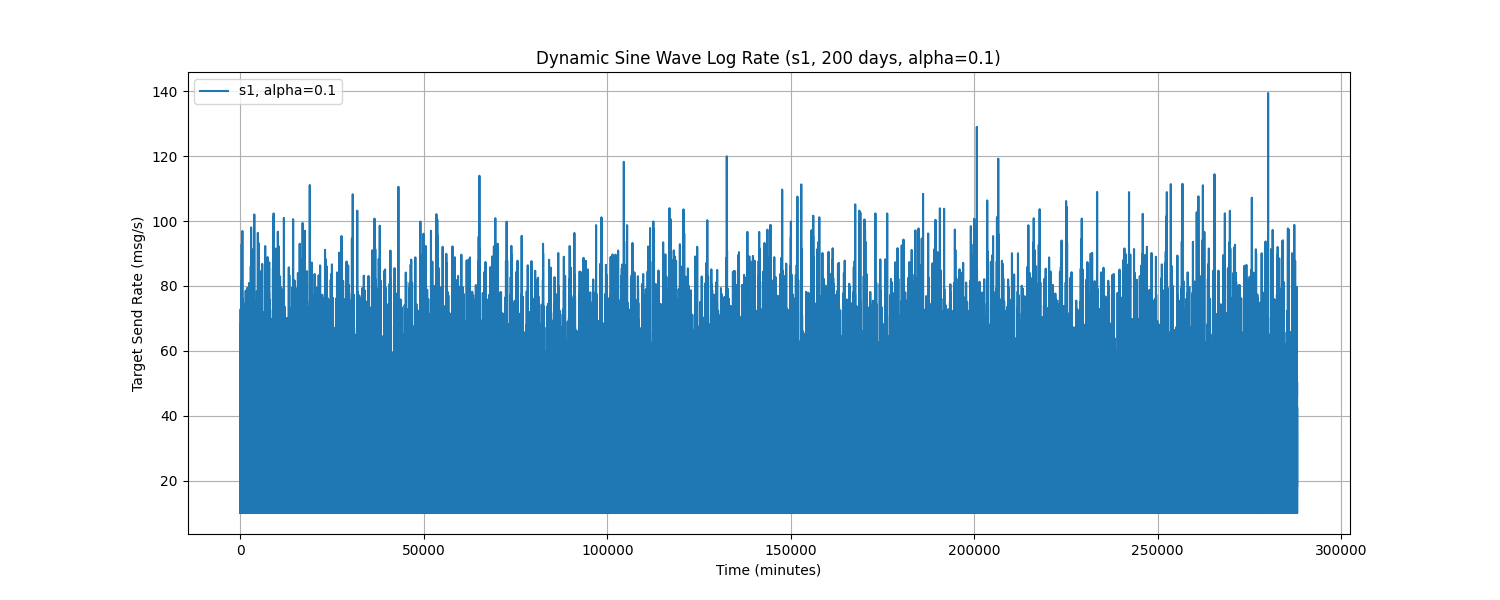 Dynamic Sine Wave Log Rate (s1, 200 days, alpha=0.1)
s1, alpha=0.1
Target Send Rate (msg/s)
140
120
100
80
60
40
20
0 50000 100000 150000 200000 250000 300000
Time (minutes)